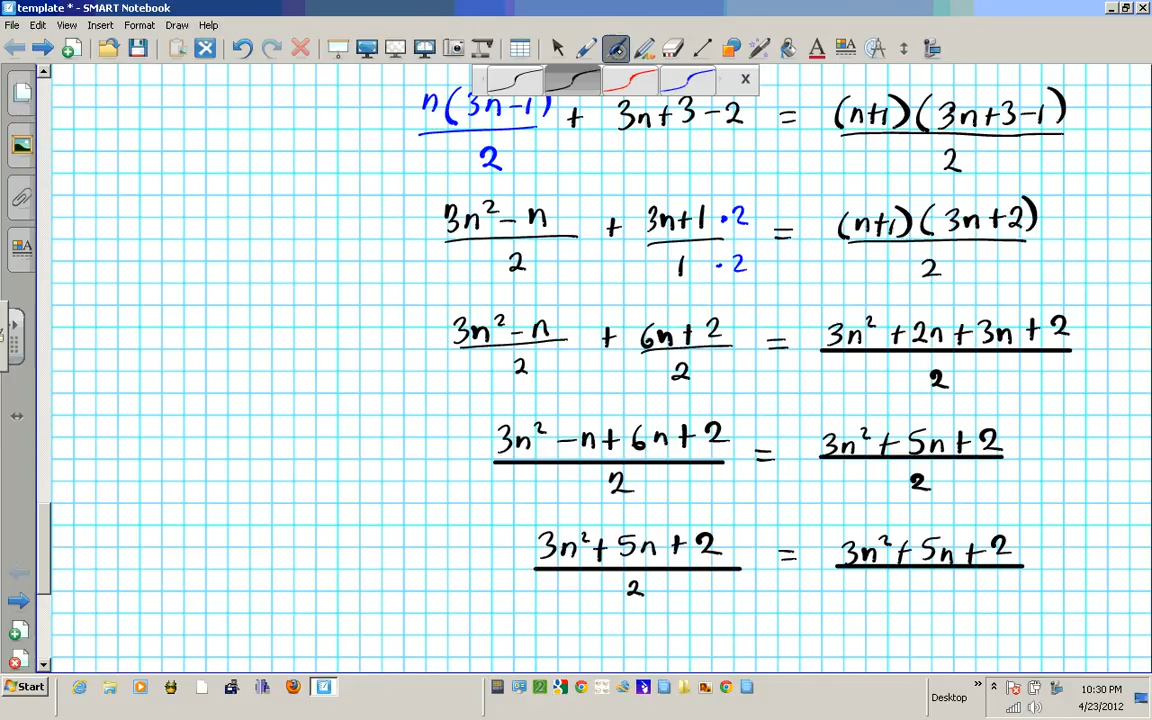 template * - SMART Notebook
File Edit View Insert Format Tools Draw Help
n(3n-1)/2 + 3n+3-2 = (n+1)(3n+3-1)/2
3n²-n/2 + 3n+1/1 ·2/·2 = (n+1)(3n+2)/2
3n²-n/2 + 6n+2/2 = 3n²+2n+3n+2/2
3n²-n+6n+2/2 = 3n²+5n+2/2
3n²+5n+2/2 = 3n²+5n+2
Start
Desktop
10:30 PM
4/23/2012